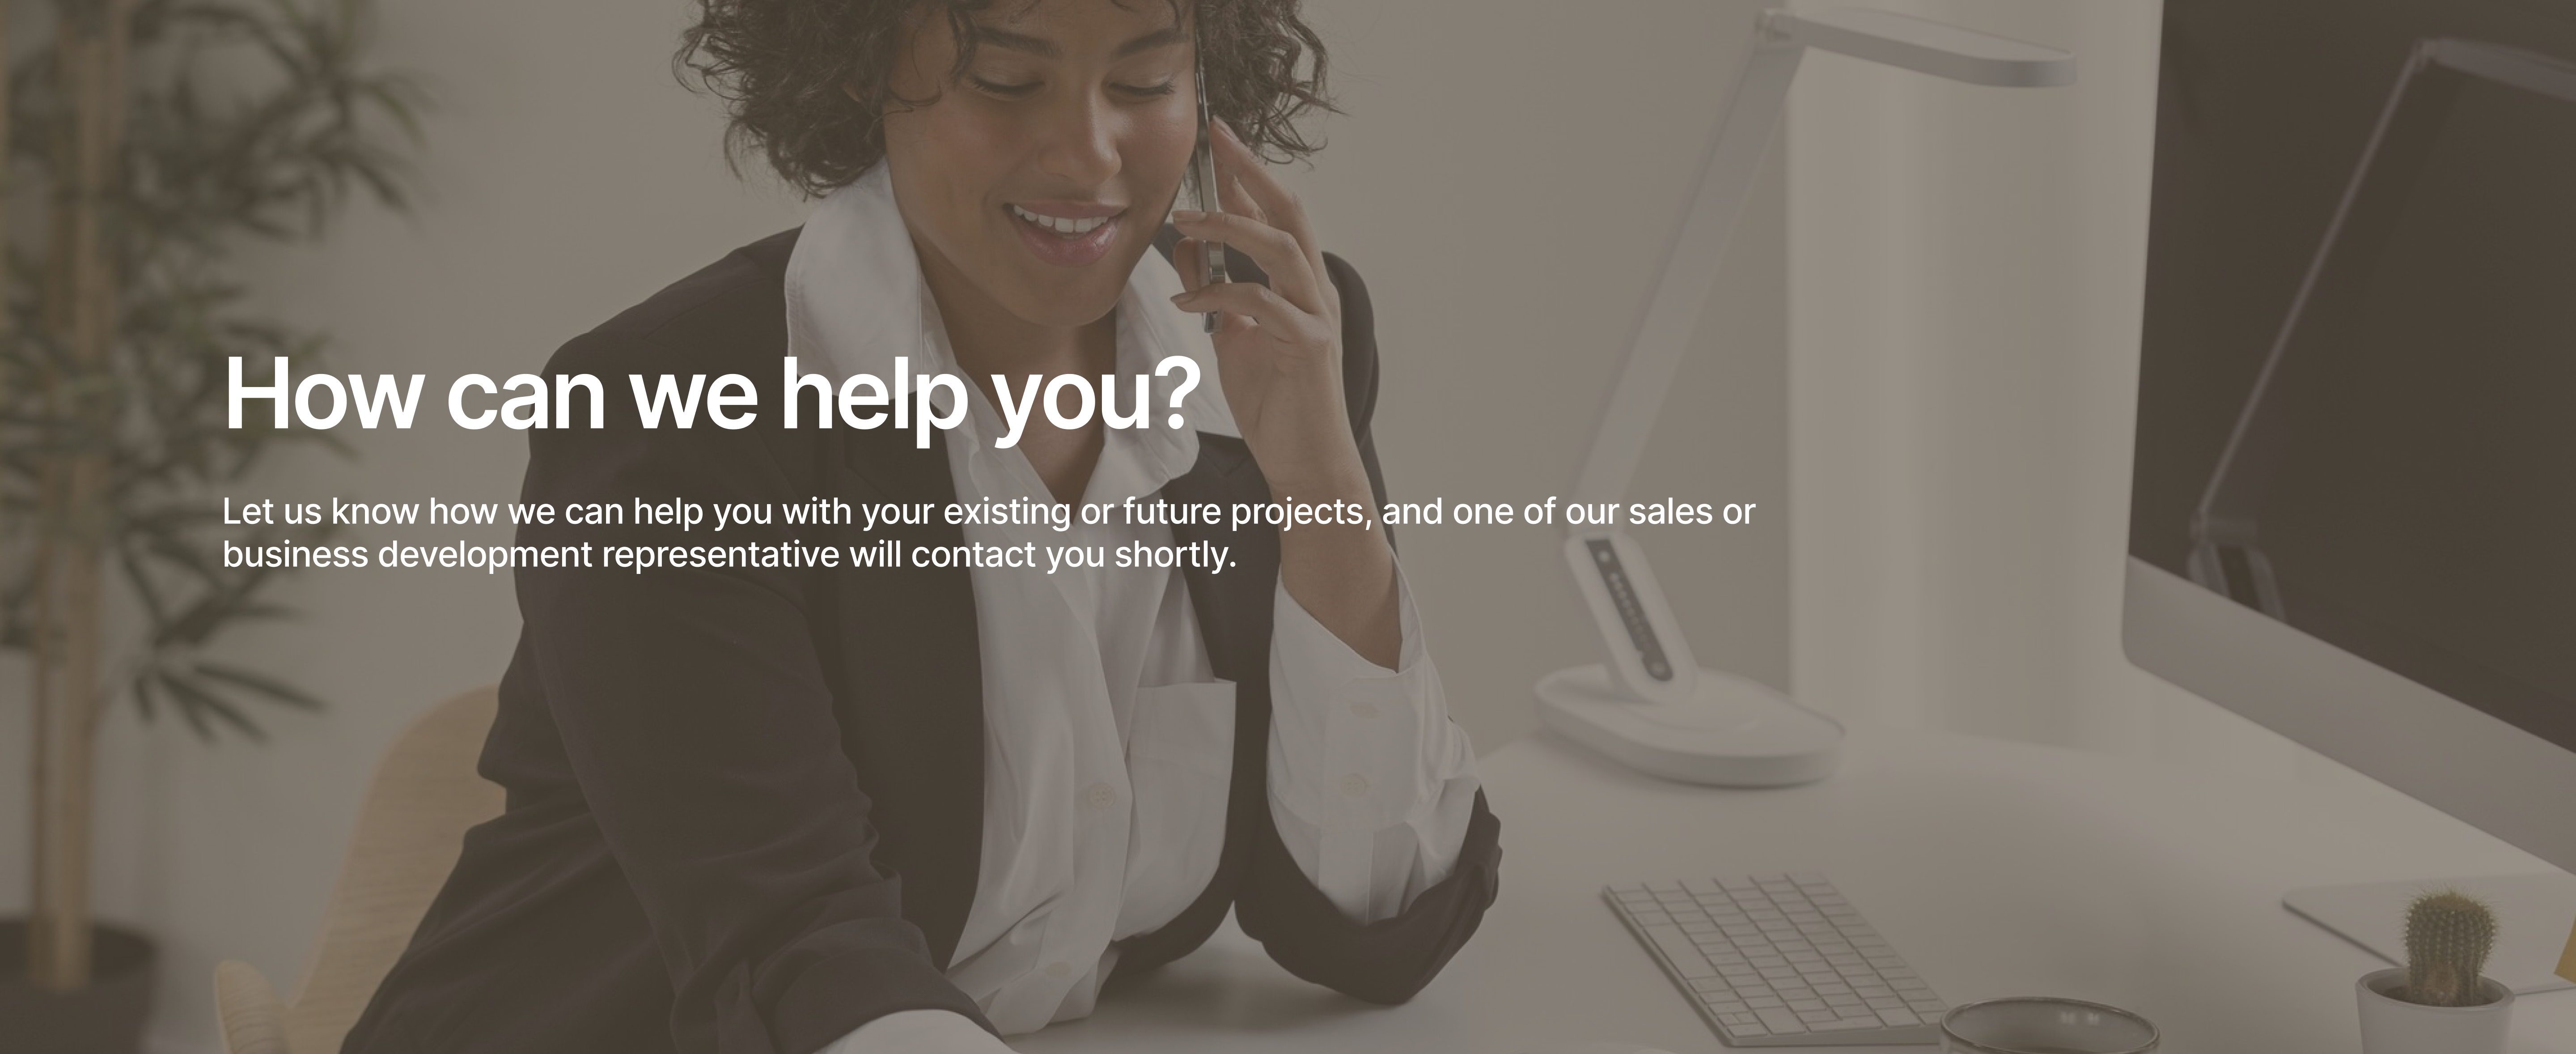 How can we help you?
Let us know how we can help you with your existing or future projects, and one of our sales or
business development representative will contact you shortly.